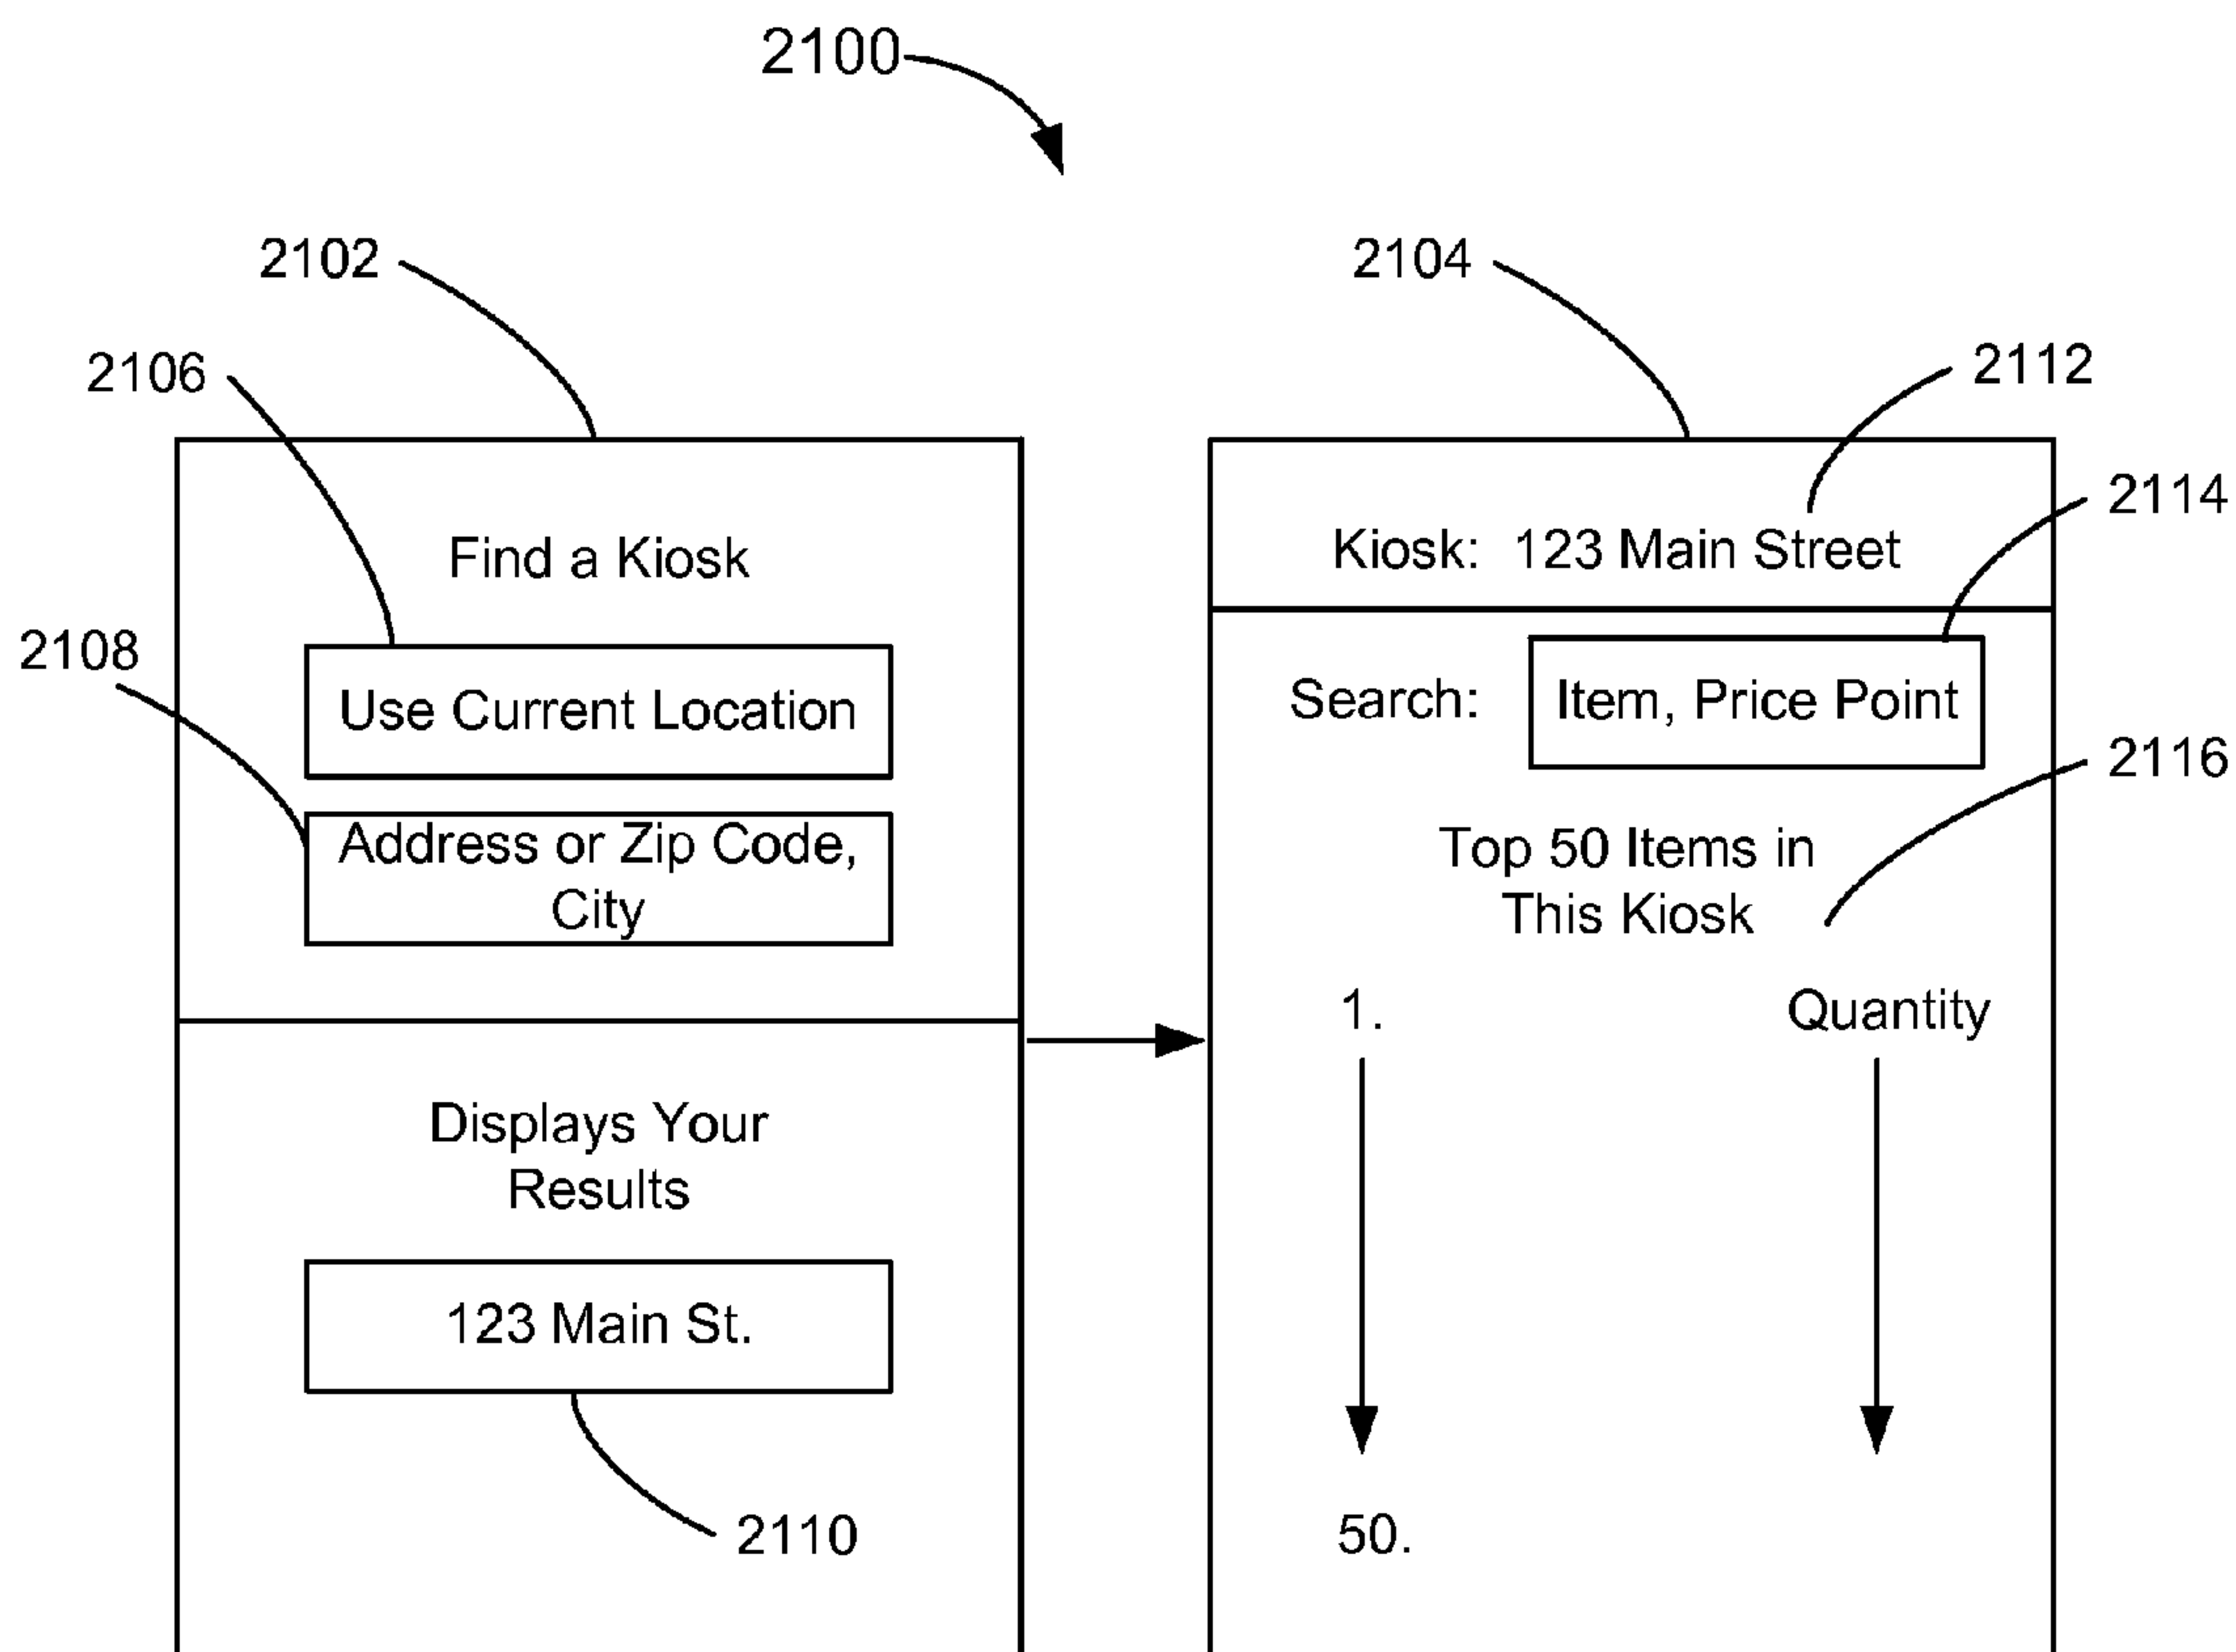 2100
2102
2104
2106
2112
2114
Find a Kiosk
Kiosk: 123 Main Street
2108
Use Current Location
Search: Item, Price Point
2116
Address or Zip Code,
City
Top 50 Items in
This Kiosk
1. Quantity
Displays Your
Results
123 Main St.
2110
50.